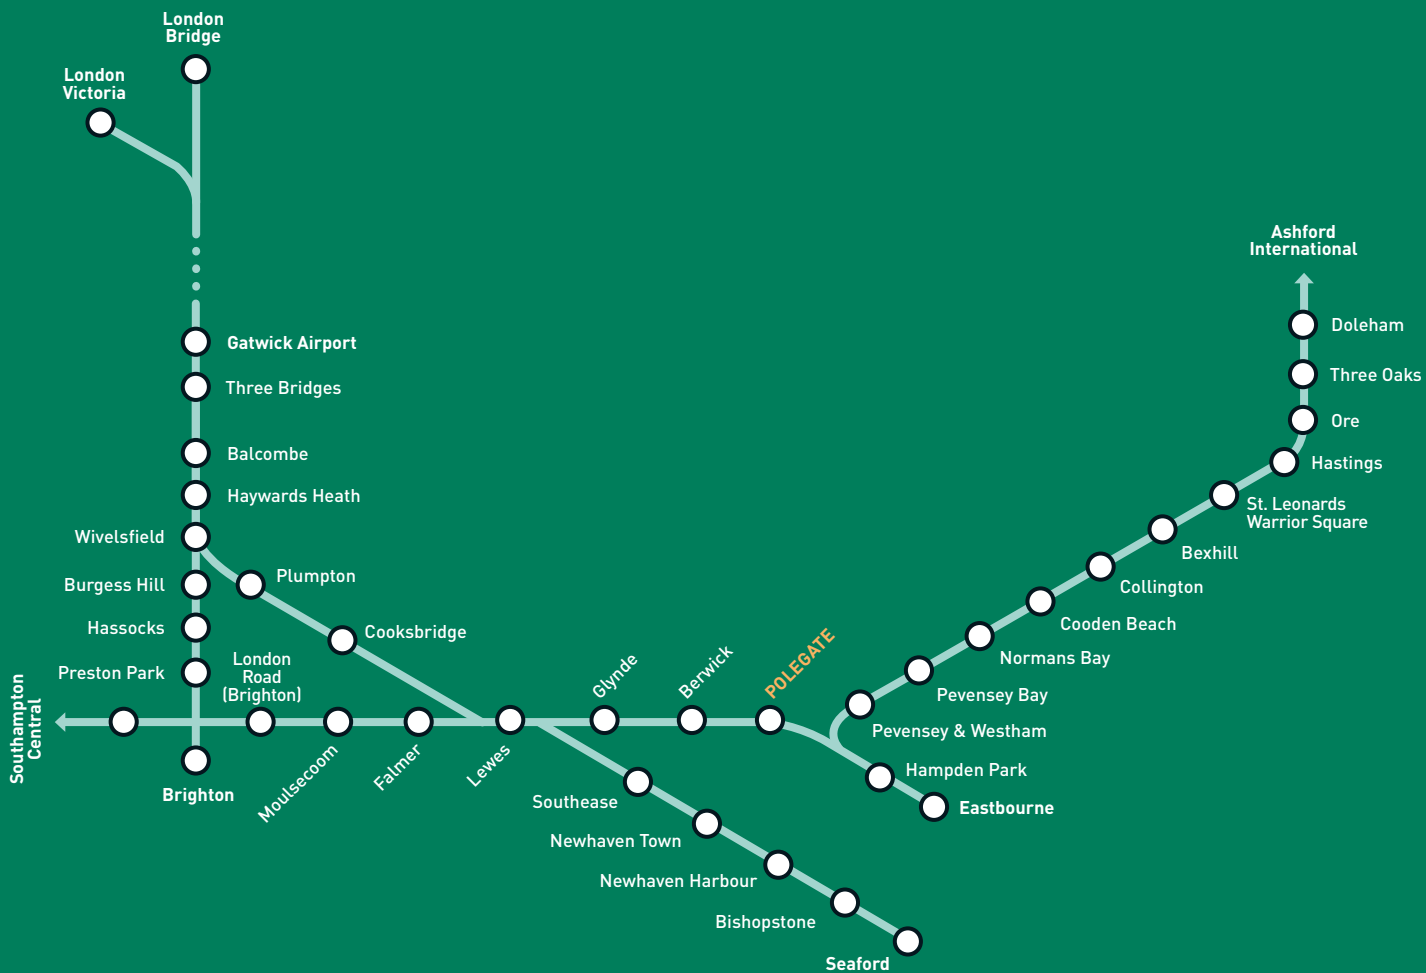 London
Bridge
London
Victoria
Ashford
International
Doleham
Gatwick Airport
Three Oaks
Three Bridges
Ore
Balcombe
Hastings
Haywards Heath
St. Leonards
Warrior Square
Wivelsfield
Bexhill
Plumpton
Burgess Hill
Collington
Hassocks
Cooksbridge
Cooden Beach
London
Road
(Brighton)
Preston Park
Glynde
Berwick
POLEGATE
Normans Bay
Pevensey Bay
Southampton
Central
Pevensey & Westham
Moulsecoom
Falmer
Lewes
Hampden Park
Brighton
Southease
Eastbourne
Newhaven Town
Newhaven Harbour
Bishopstone
Seaford